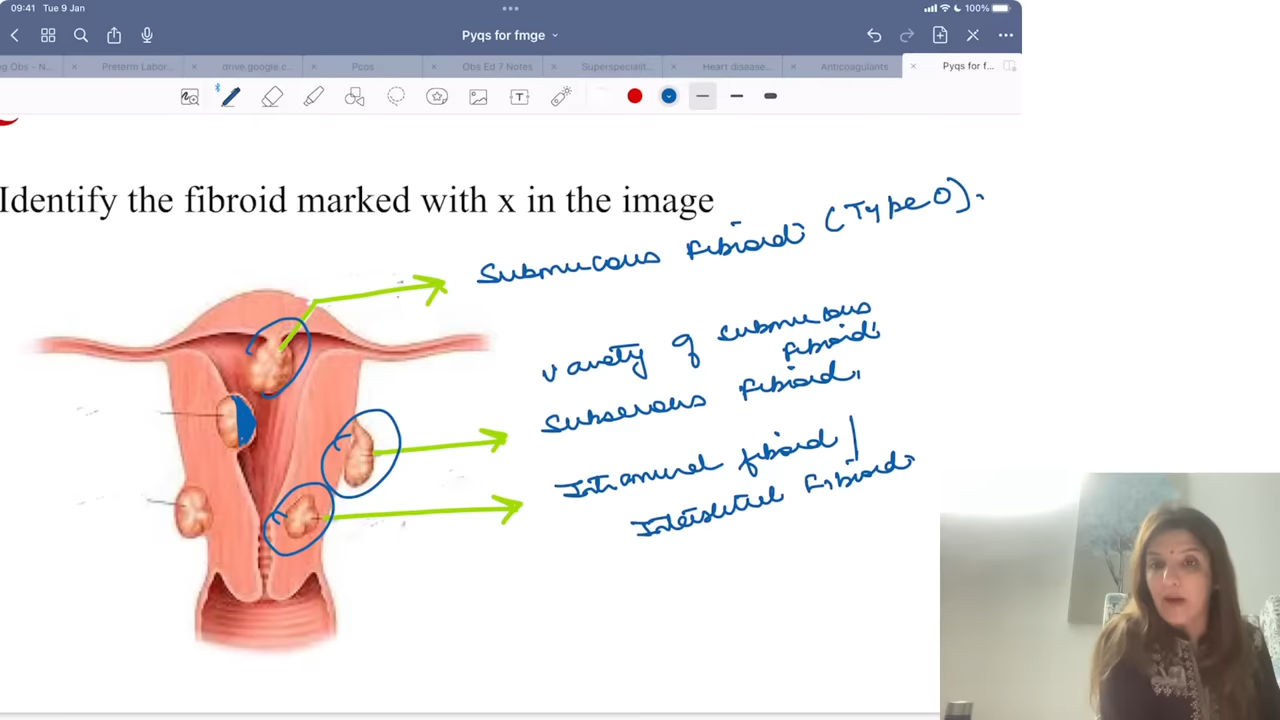 09:41 Tue 9 Jan
100%
Pyqs for fmge
g Obs - N...
Preterm Labor...
drive.google.c...
Pcos
Obs Ed 7 Notes
Superspecialit...
Heart disease...
Anticoagulants
Pyqs for f...
Identify the fibroid marked with x in the image
Submucous Fibroid (Type 0).
Variety of submucous
fibroid
Subserous Fibroid.
Intramural fibroid /
Fibroid